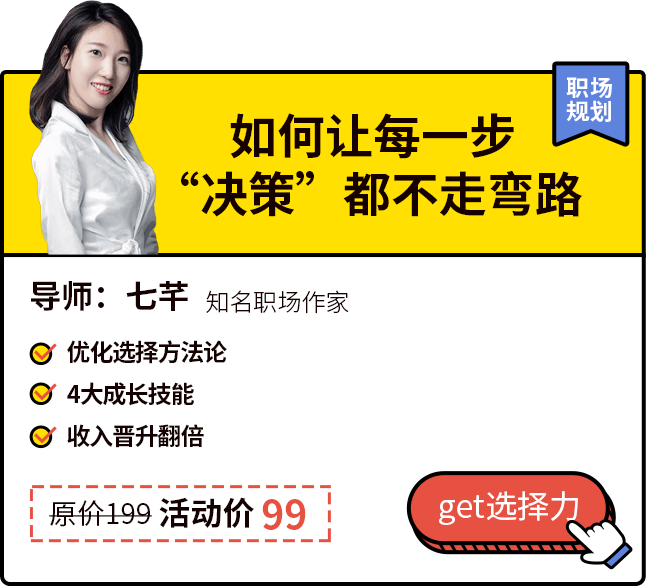 职场
规划
如何让每一步
“决策”都不走弯路
导师：七芊 知名职场作家
优化选择方法论
4大成长技能
收入晋升翻倍
原价199 活动价 99
get选择力